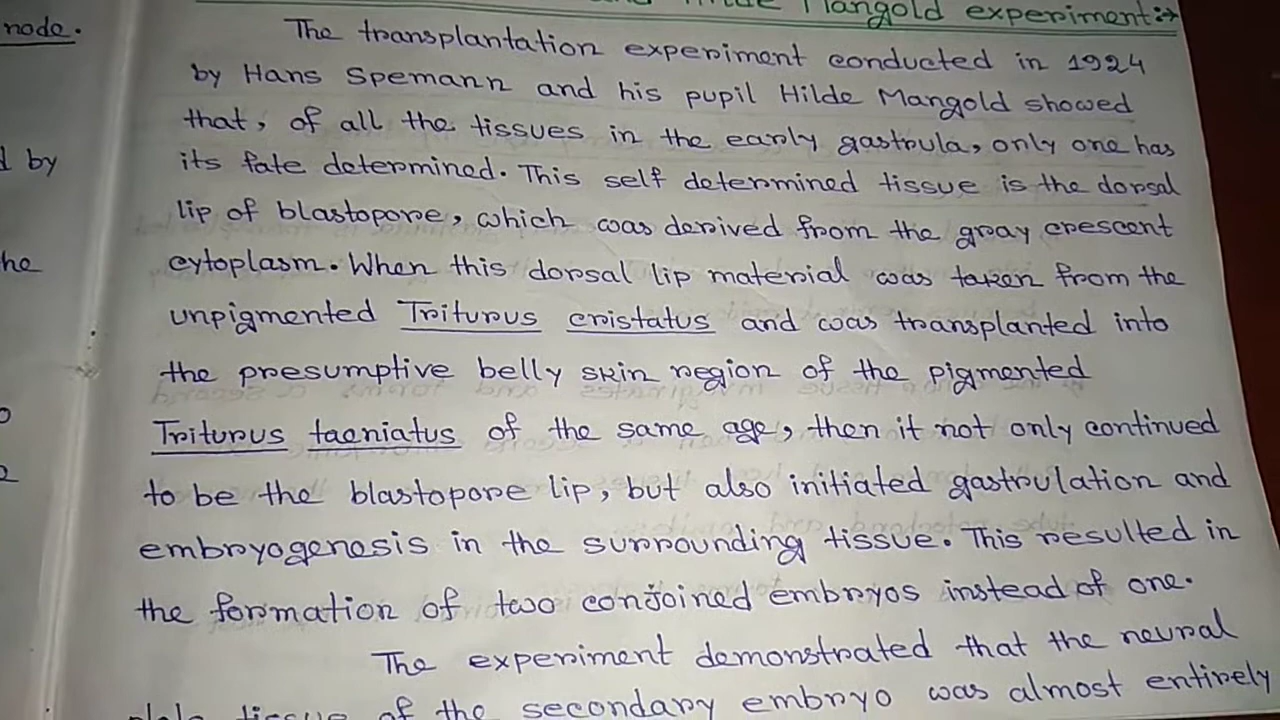 node.
by
Mangold experiment:→
The transplantation experiment conducted in 1924
by Hans Spemann and his pupil Hilde Mangold showed
that, of all the tissues in the early gastrula, only one has
its fate determined. This self determined tissue is the dorsal
lip of blastopore, which was derived from the gray crescent
cytoplasm. When this dorsal lip material was taken from the
unpigmented Triturus cristatus and was transplanted into
the presumptive belly skin region of the pigmented
Triturus taeniatus of the same age, then it not only continued
to be the blastopore lip, but also initiated gastrulation and
embryogenesis in the surrounding tissue. This resulted in
the formation of two conjoined embryos instead of one.
The experiment demonstrated that the neural
tissue of the secondary embryo was almost entirely